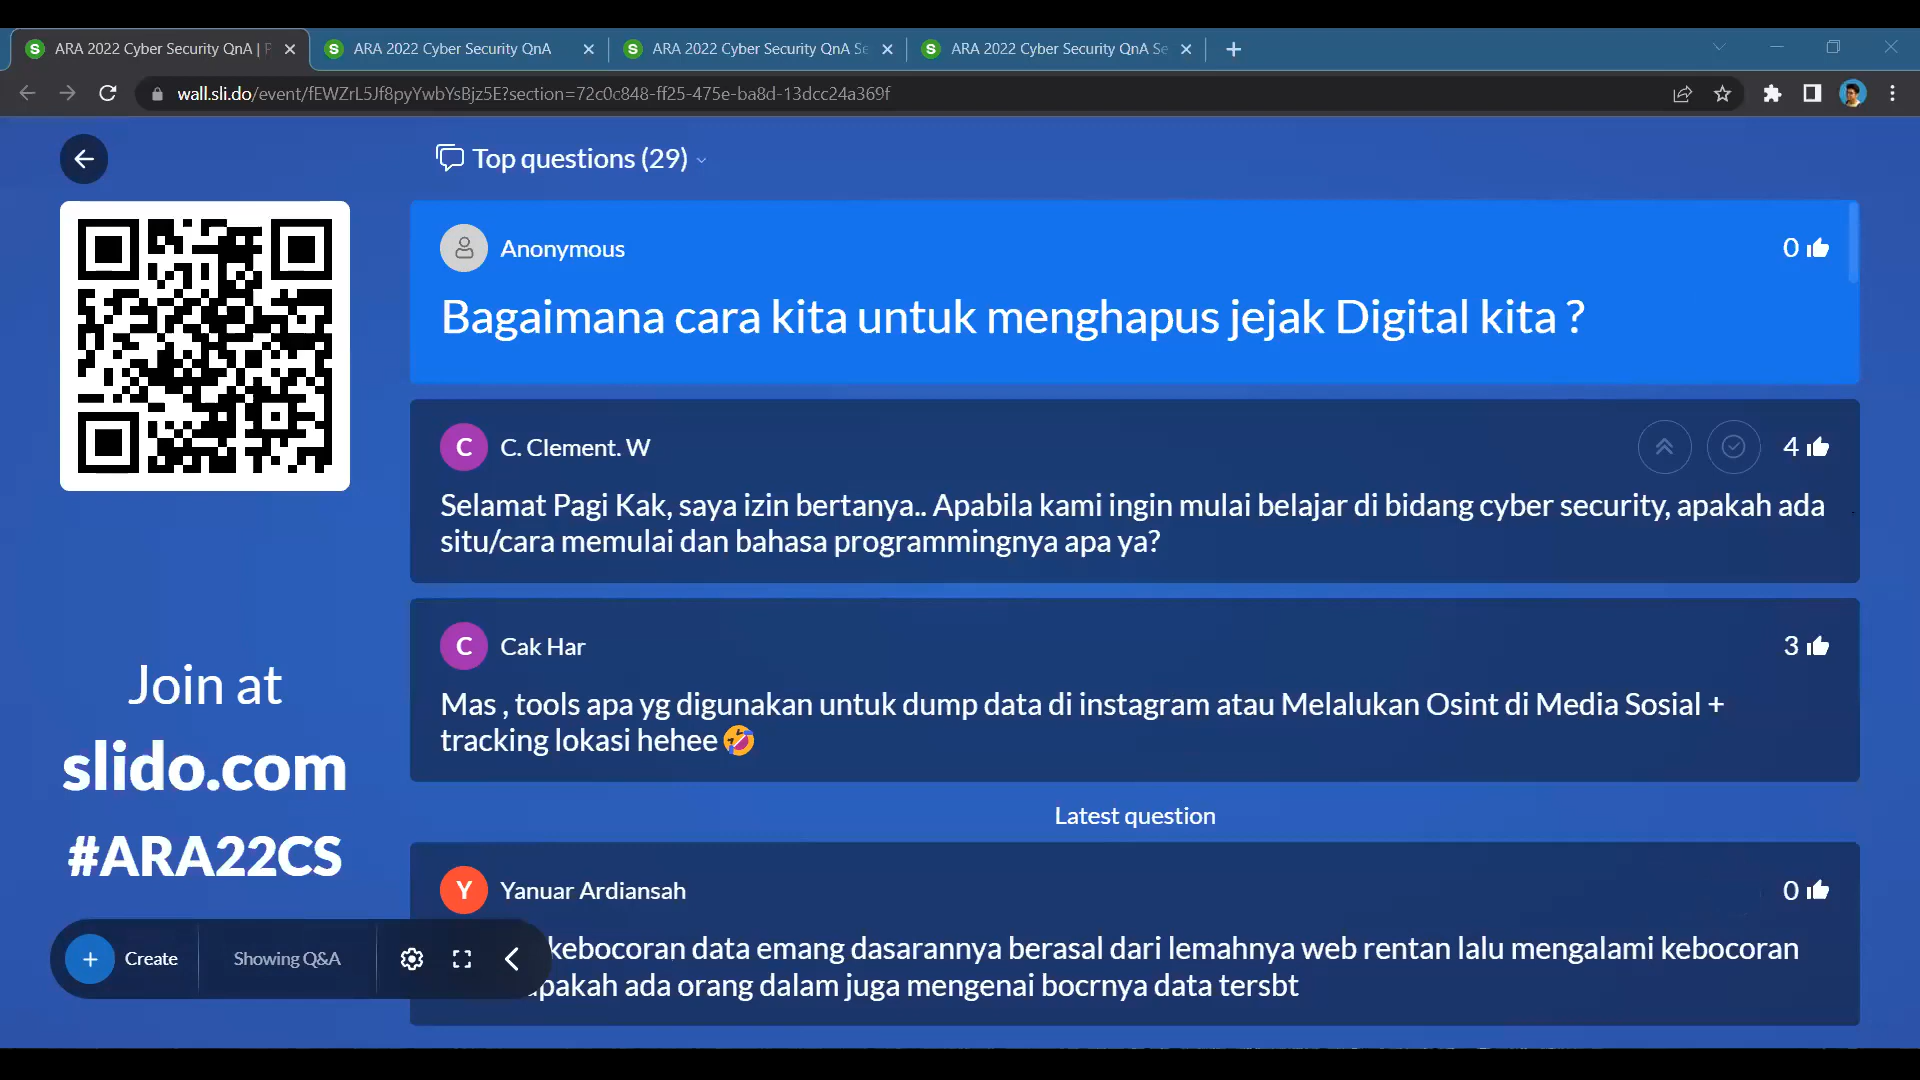 ARA 2022 Cyber Security QnA |
ARA 2022 Cyber Security QnA
ARA 2022 Cyber Security QnA Se
ARA 2022 Cyber Security QnA Se
wall.sli.do/event/fEWZrL5Jf8pyYwbYsBjz5E?section=72c0c848-ff25-475e-ba8d-13dcc24a369f
Top questions (29)
Anonymous
0
Bagaimana cara kita untuk menghapus jejak Digital kita ?
C
C. Clement. W
4
Selamat Pagi Kak, saya izin bertanya.. Apabila kami ingin mulai belajar di bidang cyber security, apakah ada
situ/cara memulai dan bahasa programmingnya apa ya?
C
Cak Har
3
Mas , tools apa yg digunakan untuk dump data di instagram atau Melalukan Osint di Media Sosial +
tracking lokasi hehee 🤣
Latest question
Y
Yanuar Ardiansah
0
kebocoran data emang dasarannya berasal dari lemahnya web rentan lalu mengalami kebocoran
apakah ada orang dalam juga mengenai bocrnya data tersbt
Join at
slido.com
#ARA22CS
Create
Showing Q&A